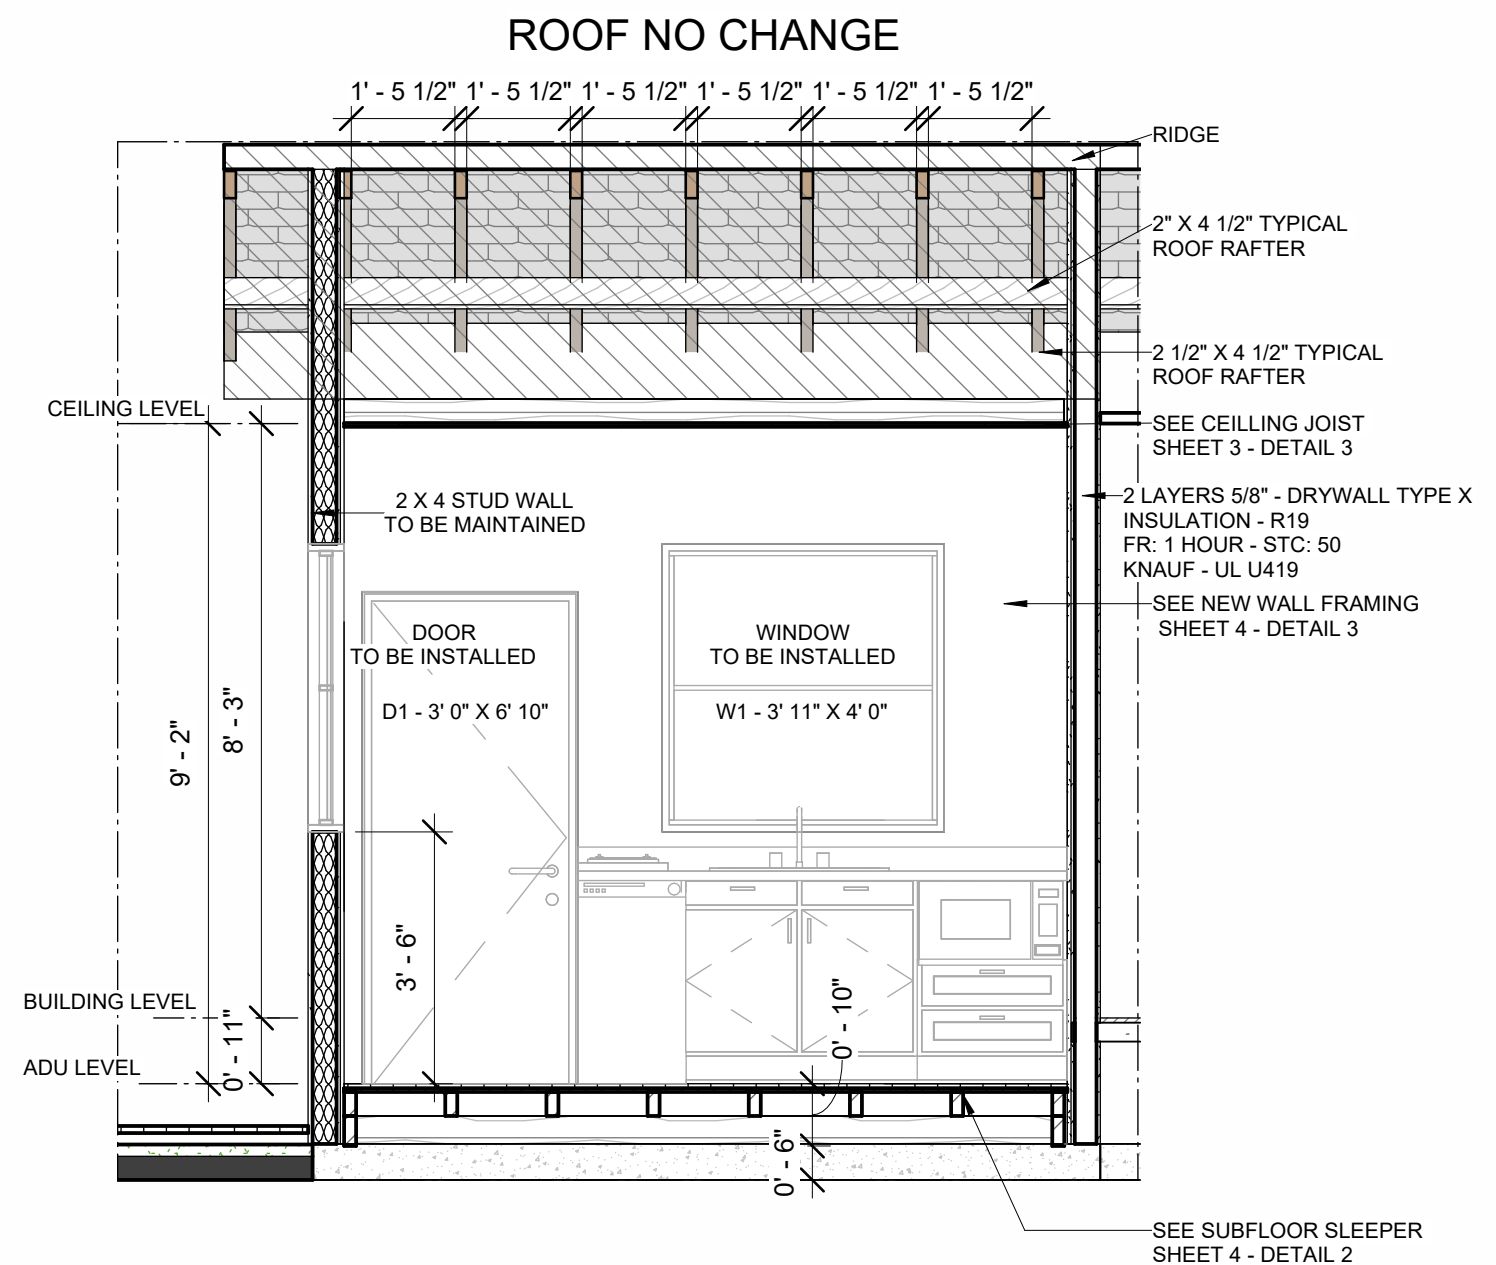 ROOF NO CHANGE
1' - 5 1/2" 1' - 5 1/2" 1' - 5 1/2" 1' - 5 1/2" 1' - 5 1/2" 1' - 5 1/2"
RIDGE
2" X 4 1/2" TYPICAL
ROOF RAFTER
2 1/2" X 4 1/2" TYPICAL
ROOF RAFTER
CEILING LEVEL
SEE CEILLING JOIST
SHEET 3 - DETAIL 3
2 X 4 STUD WALL
TO BE MAINTAINED
2 LAYERS 5/8" - DRYWALL TYPE X
INSULATION - R19
FR: 1 HOUR - STC: 50
KNAUF - UL U419
SEE NEW WALL FRAMING
SHEET 4 - DETAIL 3
DOOR
TO BE INSTALLED
D1 - 3' 0" X 6' 10"
WINDOW
TO BE INSTALLED
W1 - 3' 11" X 4' 0"
9' - 2"
8' - 3"
3' - 6"
BUILDING LEVEL
0' - 11"
ADU LEVEL
0' - 10"
0' - 6"
SEE SUBFLOOR SLEEPER
SHEET 4 - DETAIL 2